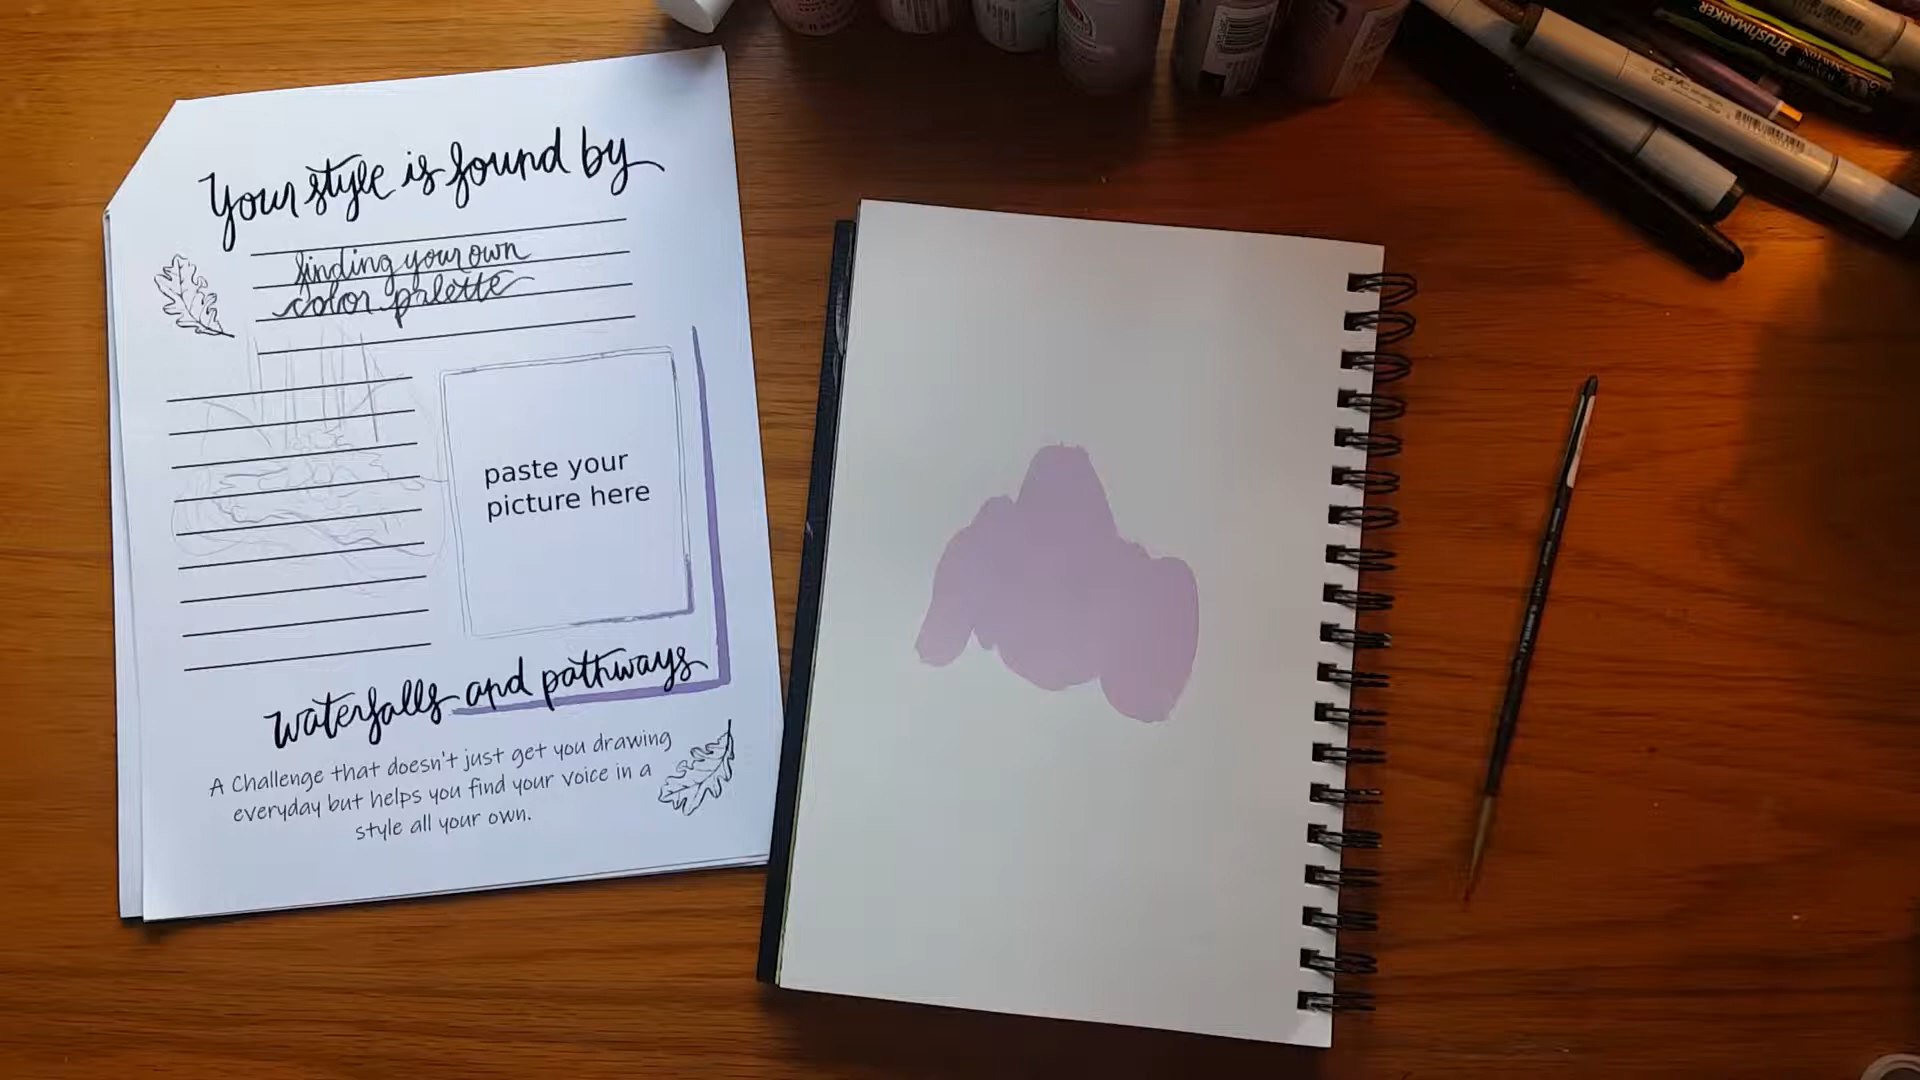 Your style is found by
finding your own
color palette
paste your
picture here
waterfalls and pathways
A Challenge that doesn't just get you drawing
everyday but helps you find your voice in a
style all your own.
BRUSHMARKER